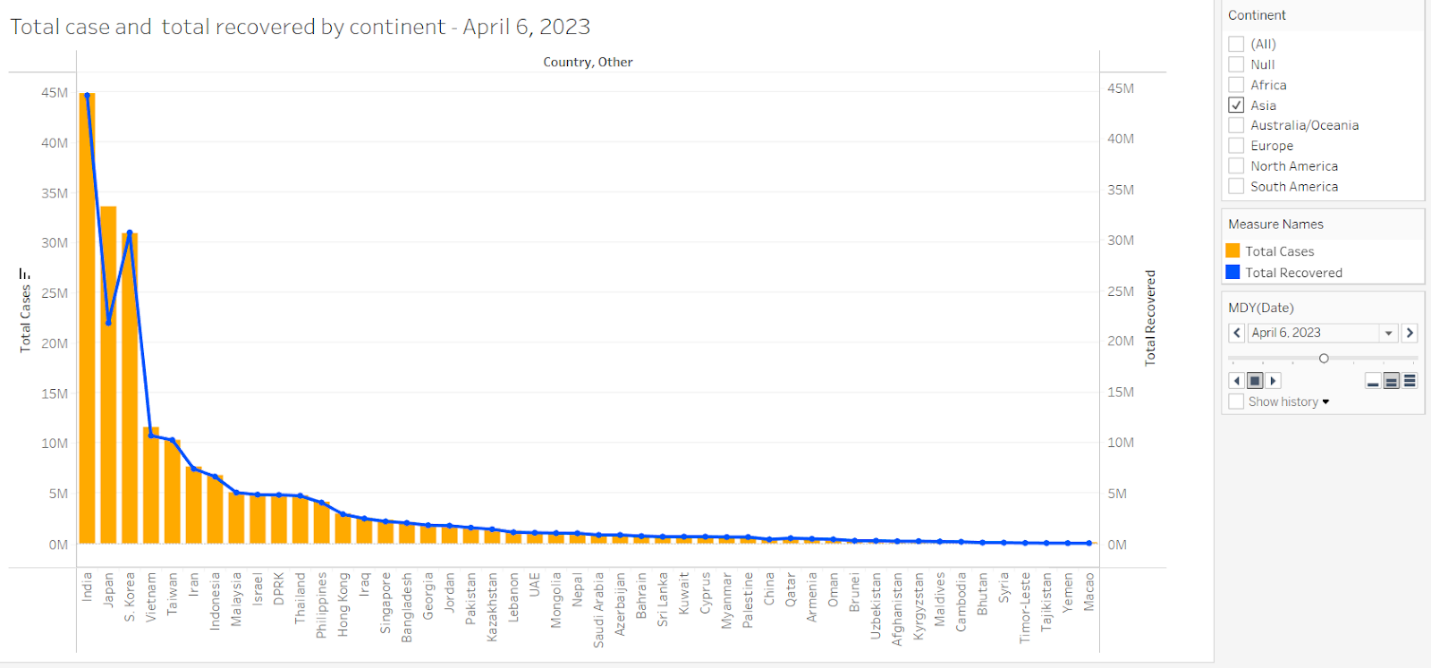 Total case and total recovered by continent - April 6, 2023
Country, Other
45M
40M
35M
30M
25M
20M
15M
10M
5M
0M
Total Cases
45M
40M
35M
30M
25M
20M
15M
10M
5M
0M
Total Recovered
India
Japan
S. Korea
Vietnam
Taiwan
Iran
Indonesia
Malaysia
Israel
DPRK
Thailand
Philippines
Hong Kong
Iraq
Singapore
Bangladesh
Georgia
Jordan
Pakistan
Kazakhstan
Lebanon
UAE
Mongolia
Nepal
Saudi Arabia
Azerbaijan
Bahrain
Sri Lanka
Kuwait
Cyprus
Myanmar
Palestine
China
Qatar
Armenia
Oman
Brunei
Uzbekistan
Afghanistan
Kyrgyzstan
Maldives
Cambodia
Bhutan
Syria
Timor-Leste
Tajikistan
Yemen
Macao
Continent
(All)
Null
Africa
Asia
Australia/Oceania
Europe
North America
South America
Measure Names
Total Cases
Total Recovered
MDY(Date)
April 6, 2023
Show history